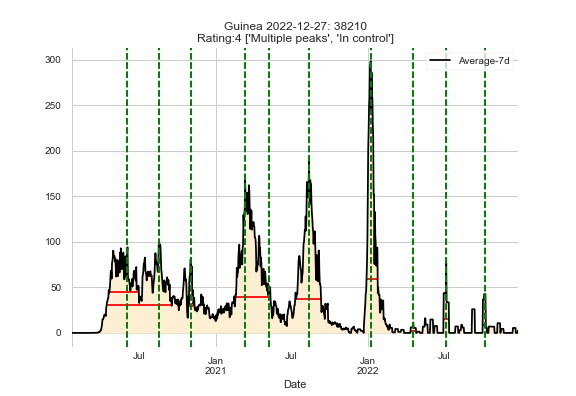 Guinea 2022-12-27: 38210
Rating:4 ['Multiple peaks', 'In control']
Average-7d
300
250
200
150
100
50
0
Jul
Jan
2021
Jul
Jan
2022
Jul
Date